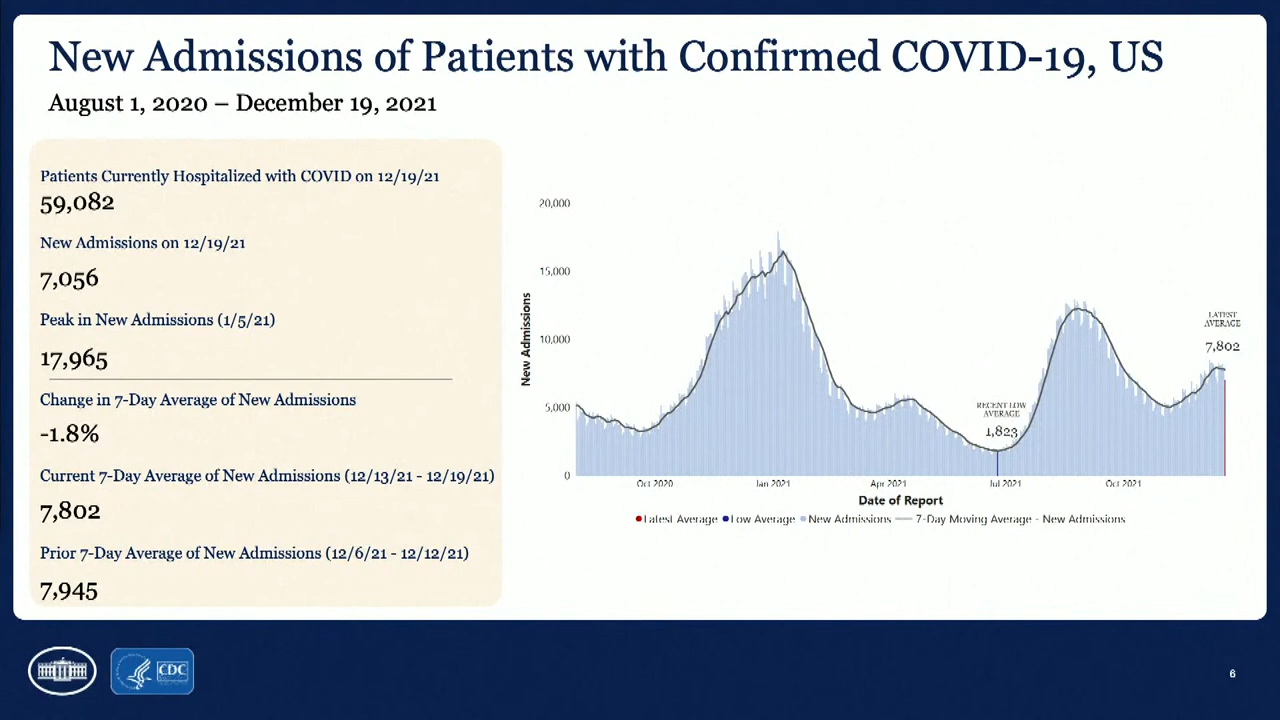 New Admissions of Patients with Confirmed COVID-19, US
August 1, 2020 – December 19, 2021
Patients Currently Hospitalized with COVID on 12/19/21
59,082
New Admissions on 12/19/21
7,056
Peak in New Admissions (1/5/21)
17,965
Change in 7-Day Average of New Admissions
-1.8%
Current 7-Day Average of New Admissions (12/13/21 - 12/19/21)
7,802
Prior 7-Day Average of New Admissions (12/6/21 - 12/12/21)
7,945
New Admissions
20,000
15,000
10,000
5,000
0
RECENT LOW
AVERAGE
1,823
LATEST
AVERAGE
7,802
Oct 2020
Jan 2021
Apr 2021
Jul 2021
Oct 2021
Date of Report
Latest Average
Low Average
New Admissions
7-Day Moving Average - New Admissions
CDC
6